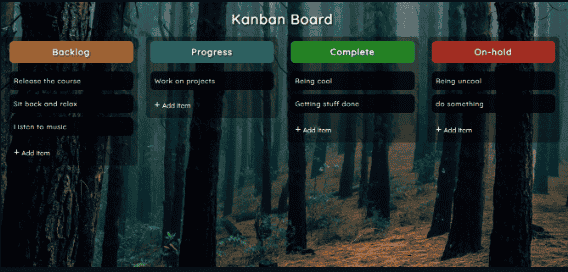 Kanban Board
Backlog
Release the course
Sit back and relax
Listen to music
+ Add Item
Progress
Work on projects
+ Add Item
Complete
Being cool
Getting stuff done
+ Add Item
On-hold
Being uncool
do something
+ Add Item